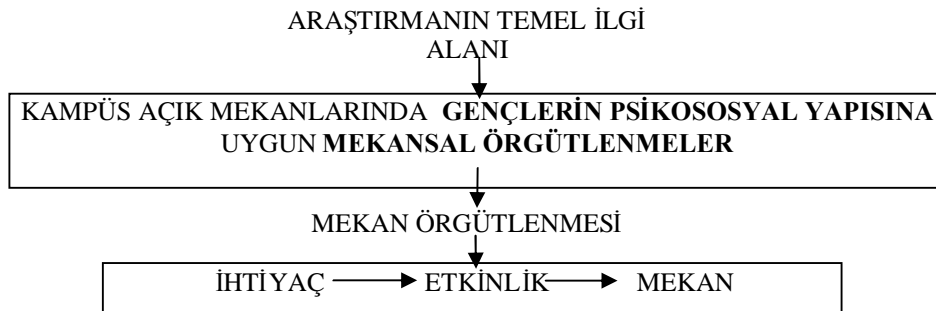 ARAŞTIRMANIN TEMEL İLGİ
ALANI
KAMPÜS AÇIK MEKANLARINDA GENÇLERİN PSİKOSOSYAL YAPISINA
UYGUN MEKANSAL ÖRGÜTLENMELER
MEKAN ÖRGÜTLENMESİ
İHTİYAÇ ETKİNLİK MEKAN